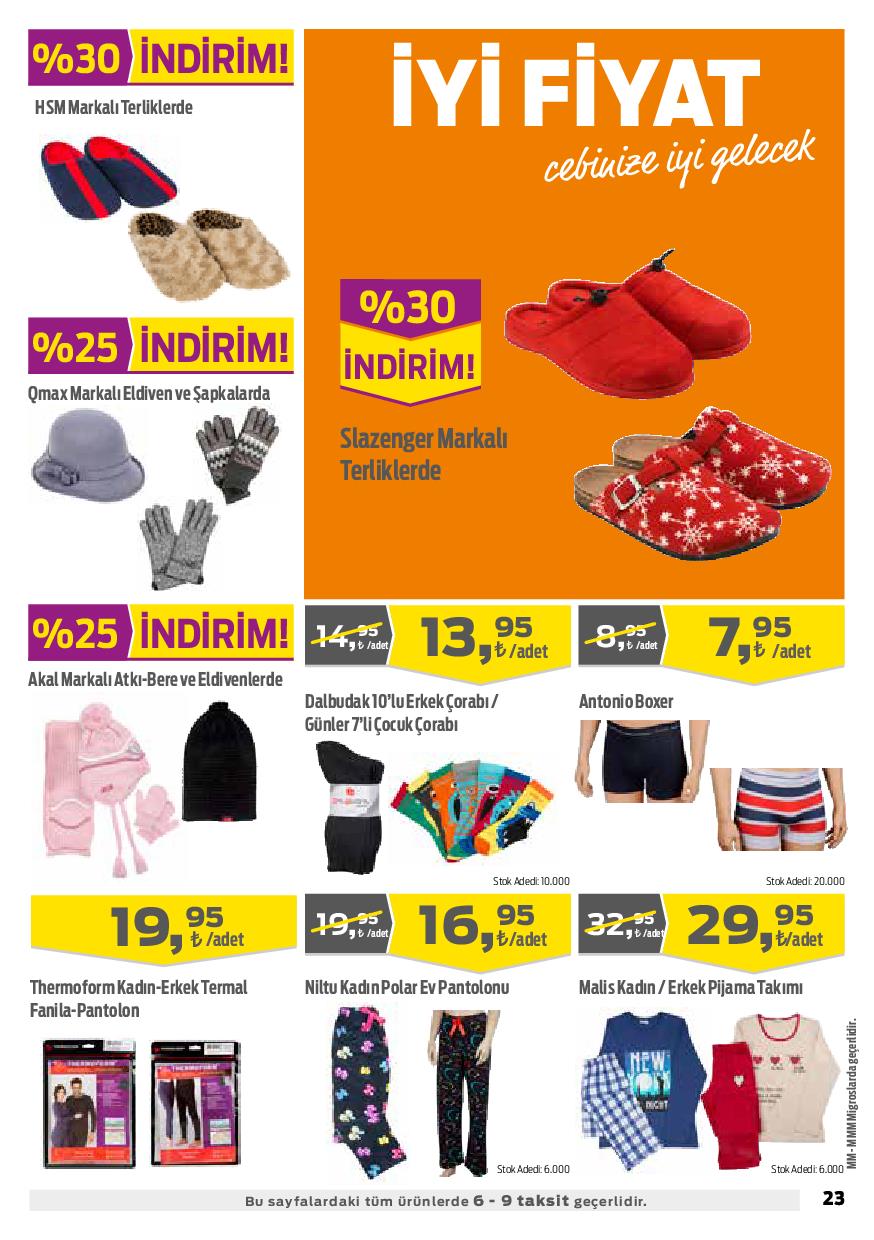 %30 İNDİRİM!
HSM Markalı Terliklerde
%25 İNDİRİM!
Qmax Markalı Eldiven ve Şapkalarda
İYİ FİYAT
cebinize iyi gelecek
%30
İNDİRİM!
Slazenger Markalı
Terliklerde
%25 İNDİRİM!
Akal Markalı Atkı-Bere ve Eldivenlerde
14,95 ₺ /adet 13,95 ₺ /adet
Dalbudak 10'lu Erkek Çorabı /
Günler 7'li Çocuk Çorabı
Stok Adedi: 10.000
8,95 ₺ /adet 7,95 ₺ /adet
Antonio Boxer
Stok Adedi: 20.000
19,95 ₺ /adet
Thermoform Kadın-Erkek Termal
Fanila-Pantolon
THERMOFORM
THERMOFORM
19,95 ₺ /adet 16,95 ₺/adet
Niltu Kadın Polar Ev Pantolonu
Stok Adedi: 6.000
32,95 ₺ /adet 29,95 ₺/adet
Malis Kadın / Erkek Pijama Takımı
NEW
NIGHT
Stok Adedi: 6.000
MM - MMM Migroslarda geçerlidir.
Bu sayfalardaki tüm ürünlerde 6 - 9 taksit geçerlidir.
23